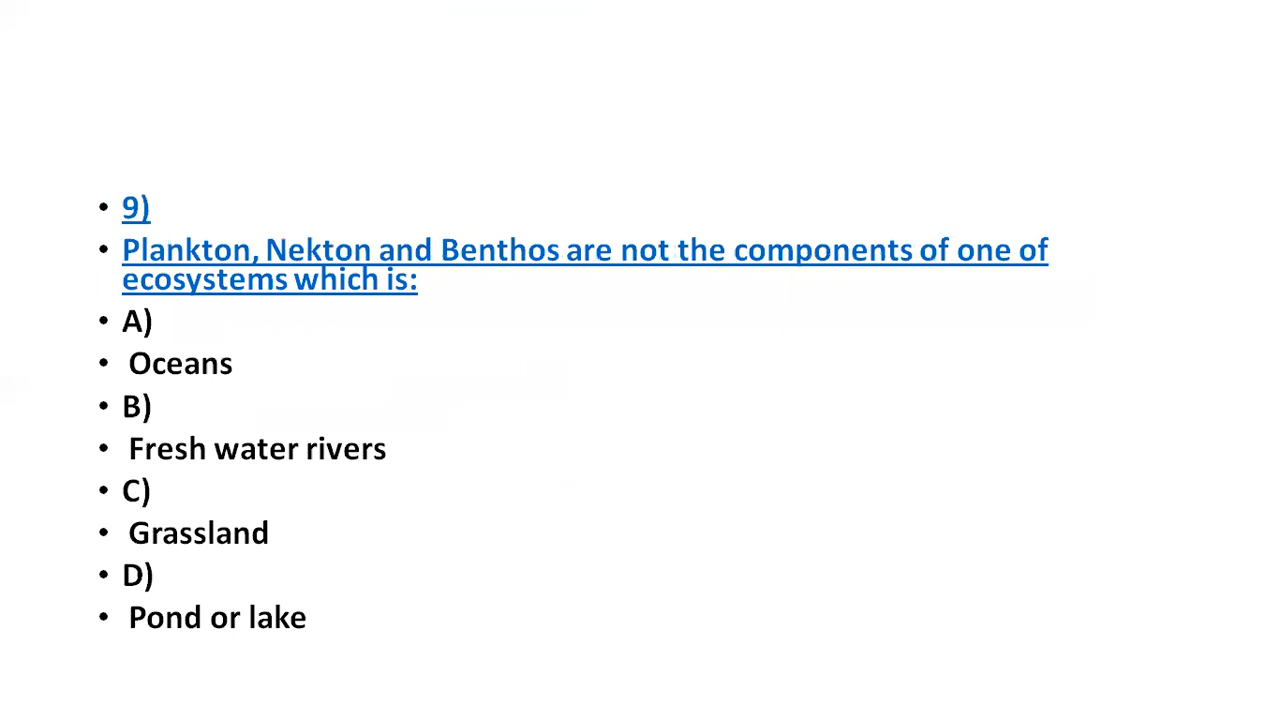 • 9)
• Plankton, Nekton and Benthos are not the components of one of
ecosystems which is:
• A)
• Oceans
• B)
• Fresh water rivers
• C)
• Grassland
• D)
• Pond or lake